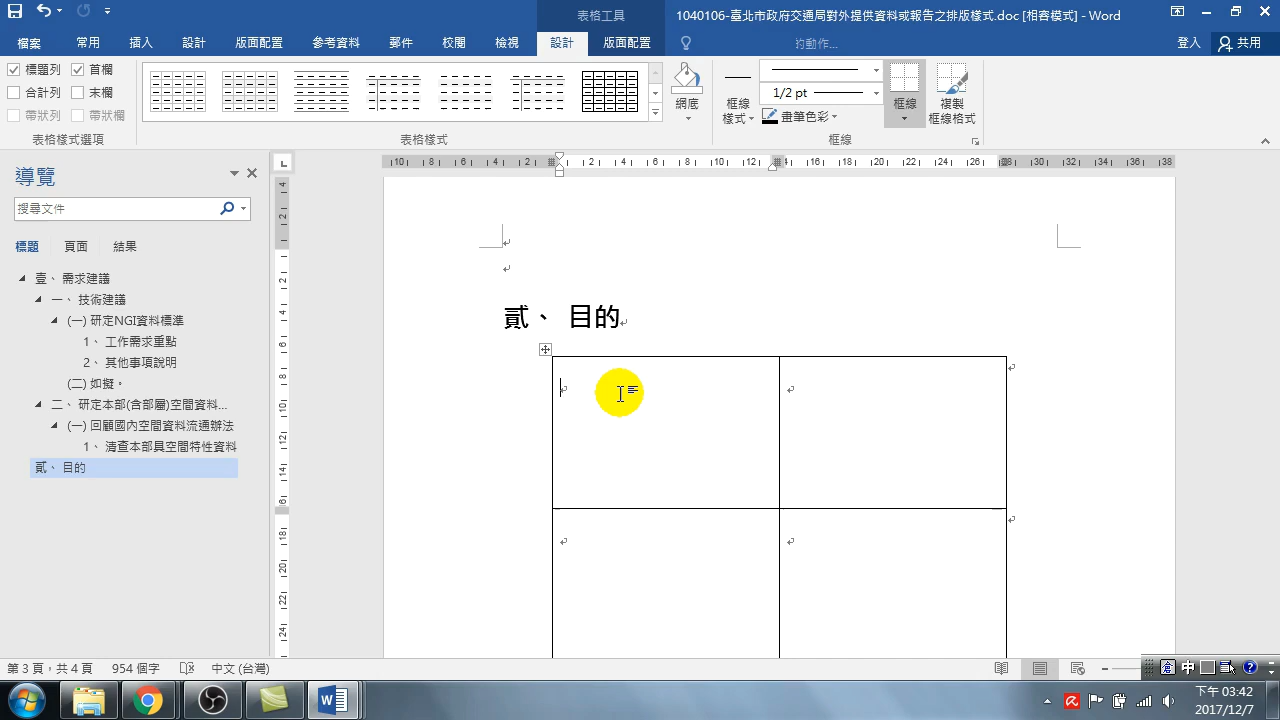 表格工具
1040106-臺北市政府交通局對外提供資料或報告之排版樣式.doc [相容模式] - Word
檔案 常用 插入 設計 版面配置 參考資料 郵件 校閱 檢視 設計 版面配置 的動作... 登入 共用
標題列 首欄
合計列 末欄
帶狀列 帶狀欄
表格樣式選項
表格樣式
網底
框線樣式
1/2 pt
畫筆色彩
框線
複製框線格式
框線
導覽
搜尋文件
標題 頁面 結果
壹、 需求建議
一、 技術建議
(一) 研定NGI資料標準
1、 工作需求重點
2、 其他事項說明
(二) 如擬。
二、 研定本部(含部屬)空間資料...
(一) 回顧國內空間資料流通辦法
1、 清查本部具空間特性資料
貳、 目的
貳、 目的
第 3 頁，共 4 頁 954 個字 中文 (台灣)
中
下午 03:42
2017/12/7